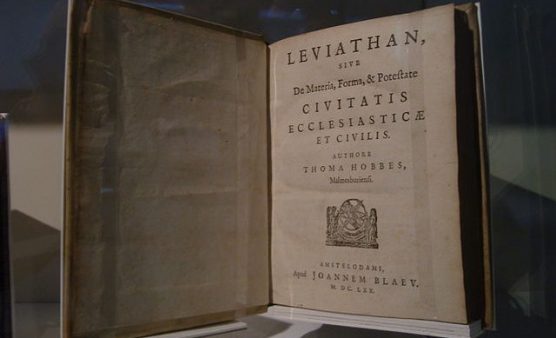 LEVIATHAN,
SIVE
De Materia, Forma, & Poteſtate
CIVITATIS
ECCLESIASTICÆ
ET CIVILIS.
AUTHORE
THOMA HOBBES,
Malmesburienſi.
AMSTELODAMI,
Apud JOANNEM BLAEV.
M. DC. LXX.